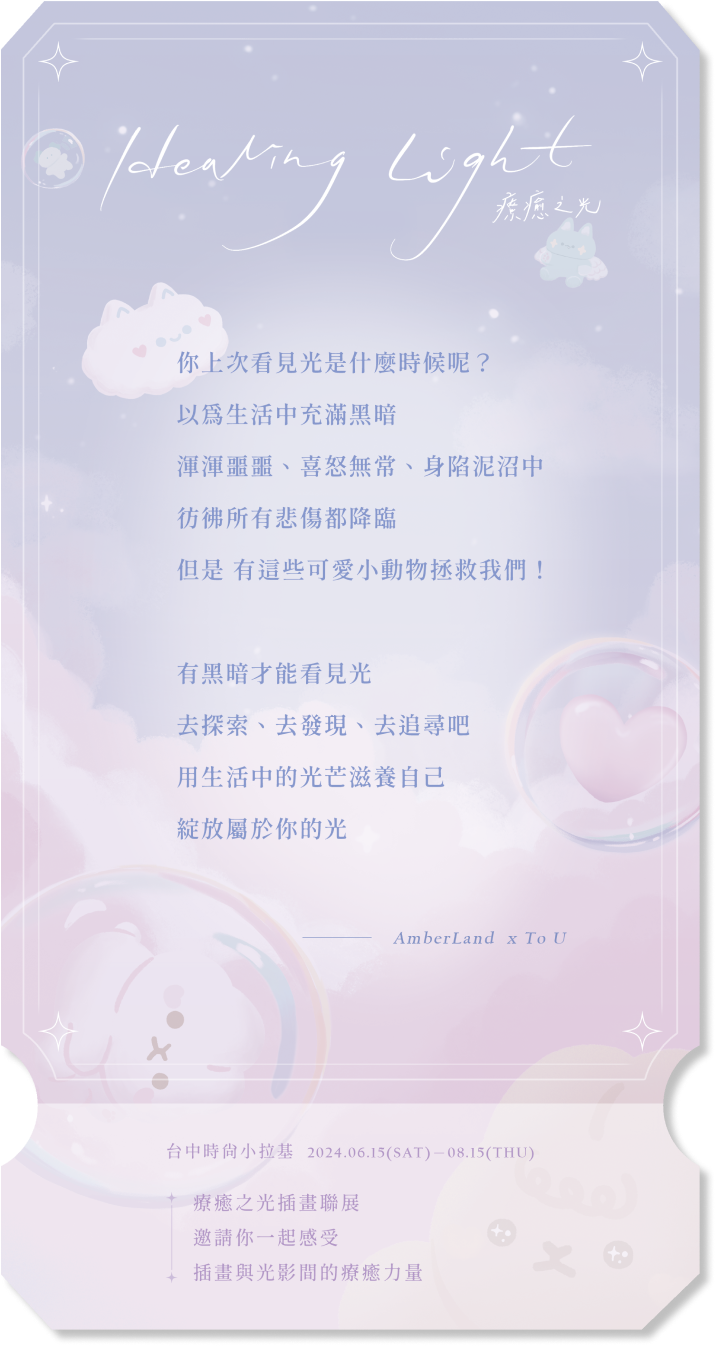 Healing Light
療癒之光
你上次看見光是什麼時候呢？
以爲生活中充滿黑暗
渾渾噩噩、喜怒無常、身陷泥沼中
彷彿所有悲傷都降臨
但是 有這些可愛小動物拯救我們！
有黑暗才能看見光
去探索、去發現、去追尋吧
用生活中的光芒滋養自己
綻放屬於你的光
AmberLand x To U
台中時尚小拉基 2024.06.15(SAT)—08.15(THU)
療癒之光插畫聯展
邀請你一起感受
插畫與光影間的療癒力量